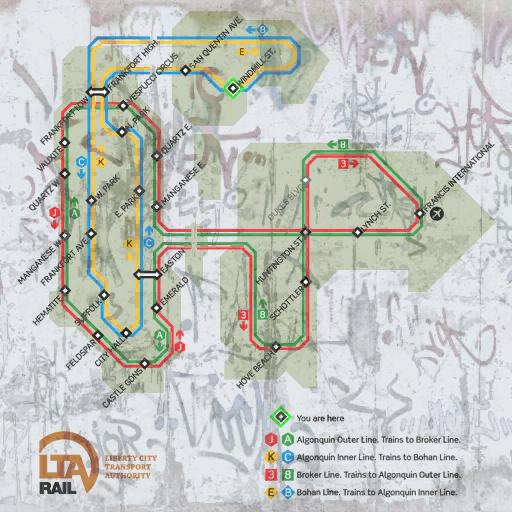 B
E
SAN QUENTIN AVE.
WINDMILL ST.
FRANKFORT HIGH
VESPUCCI CIRCUS
FRANKFORT LOW
N. PARK
QUARTZ E.
8
3
FRANCIS INTERNATIONAL
VAUXITE
C
K
QUARTZ W.
W. PARK
E. PARK
MANGANESE E.
DUKES BLVD.
LYNCH ST.
J
A
K
C
MANGANESE W.
FRANKFORT AVE
EASTON
HUNTINGTON ST.
HEMATITE
SUFFOLK
EMERALD
SCHOTTLER
3
8
FELDSPAR
CITY HALL
A
J
CASTLE GDNS
HOVE BEACH
You are here
J A Algonquin Outer Line. Trains to Broker Line.
K C Algonquin Inner Line. Trains to Bohan Line.
3 8 Broker Line. Trains to Algonquin Outer Line.
E B Bohan Line. Trains to Algonquin Inner Line.
LTA
RAIL
LIBERTY CITY
TRANSPORT
AUTHORITY